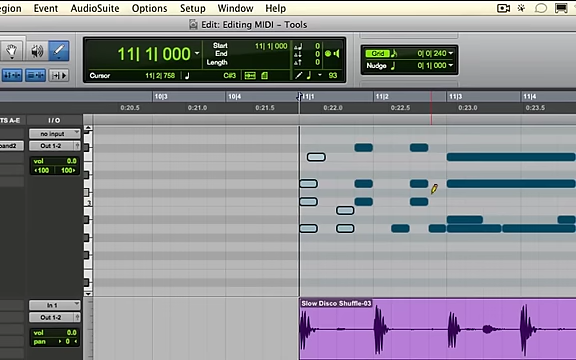 egion Event AudioSuite Options Setup Window Help
Edit: Editing MIDI - Tools
11| 1| 000
Start 11| 1| 000 0
End 0
Length 0
Cursor 11| 2| 758 C#3 93
Grid 0| 0| 240
Nudge 0| 1| 000
10|3 10|4 11|1 11|2 11|3 11|4
0:20.5 0:21.0 0:21.5 0:22.0 0:22.5 0:23.0 0:23.5
TS A-E I / O
no input
band2 Out 1-2
vol 0.0
100 100
3
In 1
Out 1-2
vol 0.0
pan 0
Slow Disco Shuffle-03